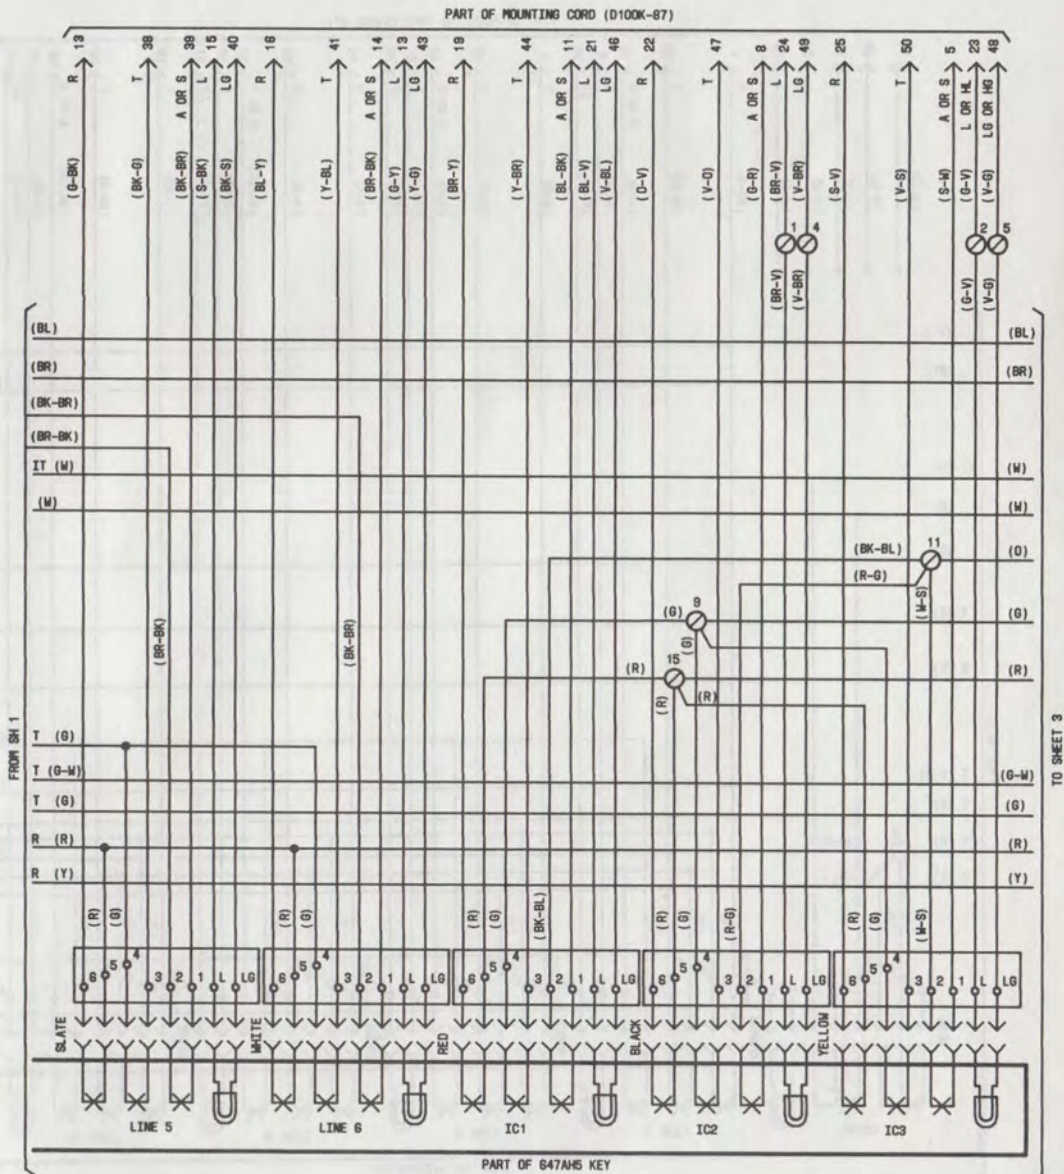 PART OF MOUNTING CORD (D100K-87)
13 38 39 15 40 16 41 14 13 43 19 44 11 21 46 22 47 8 24 49 25 50 5 23 48
R T A OR S L LG R T A OR S L LG R T A OR S L LG R T A OR S L LG R T A OR S L OR HL LG OR HG
(G-BK) (BK-G) (BK-BR) (S-BK) (BK-S) (BL-Y) (Y-BL) (BR-BK) (G-Y) (Y-G) (BR-Y) (Y-BR) (BL-BK) (BL-V) (V-BL) (O-V) (V-O) (G-R) (BR-V) (V-BR) (S-V) (V-S) (S-W) (G-V) (V-G)
1 4 2 5
(BR-V) (V-BR) (G-V) (V-G)
(BL) (BL)
(BR) (BR)
(BK-BR)
(BR-BK)
IT (W) (W)
(W) (W)
(BK-BL) 11 (O)
(R-G) (W-S)
(G) 9 (G)
(G)
(BR-BK) (BK-BR)
(R) 15 (R)
(R) (R)
FROM SH 1
TO SHEET 3
T (G)
T (G-W) (G-W)
T (G) (G)
R (R) (R)
R (Y) (Y)
(R) (G) (R) (G) (R) (G) (BK-BL) (R) (G) (R-G) (R) (G) (W-S)
6 5 4 3 2 1 L LG 6 5 4 3 2 1 L LG 6 5 4 3 2 1 L LG 6 5 4 3 2 1 L LG 6 5 4 3 2 1 L LG
SLATE WHITE RED BLACK YELLOW
LINE 5 LINE 6 IC1 IC2 IC3
PART OF 647AH5 KEY